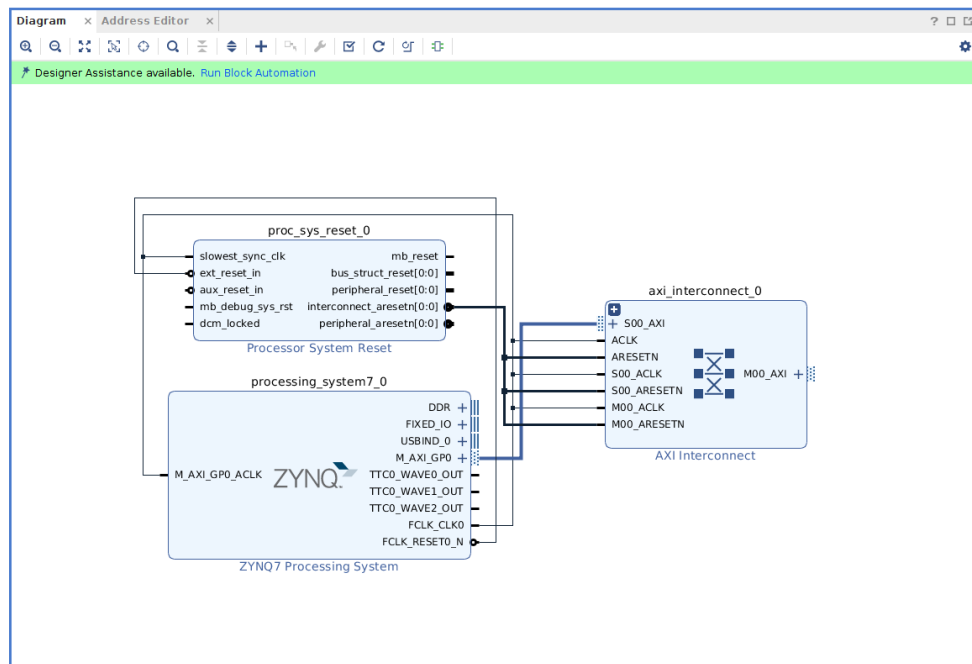 Diagram × Address Editor ×
? 
Designer Assistance available. Run Block Automation
proc_sys_reset_0
slowest_sync_clk mb_reset
ext_reset_in bus_struct_reset[0:0]
aux_reset_in peripheral_reset[0:0]
mb_debug_sys_rst interconnect_aresetn[0:0]
dcm_locked peripheral_aresetn[0:0]
Processor System Reset
processing_system7_0
DDR
FIXED_IO
USBIND_0
M_AXI_GP0
M_AXI_GP0_ACLK ZYNQ. TTC0_WAVE0_OUT
TTC0_WAVE1_OUT
TTC0_WAVE2_OUT
FCLK_CLK0
FCLK_RESET0_N
ZYNQ7 Processing System
axi_interconnect_0
S00_AXI
ACLK
ARESETN
S00_ACLK M00_AXI
S00_ARESETN
M00_ACLK
M00_ARESETN
AXI Interconnect